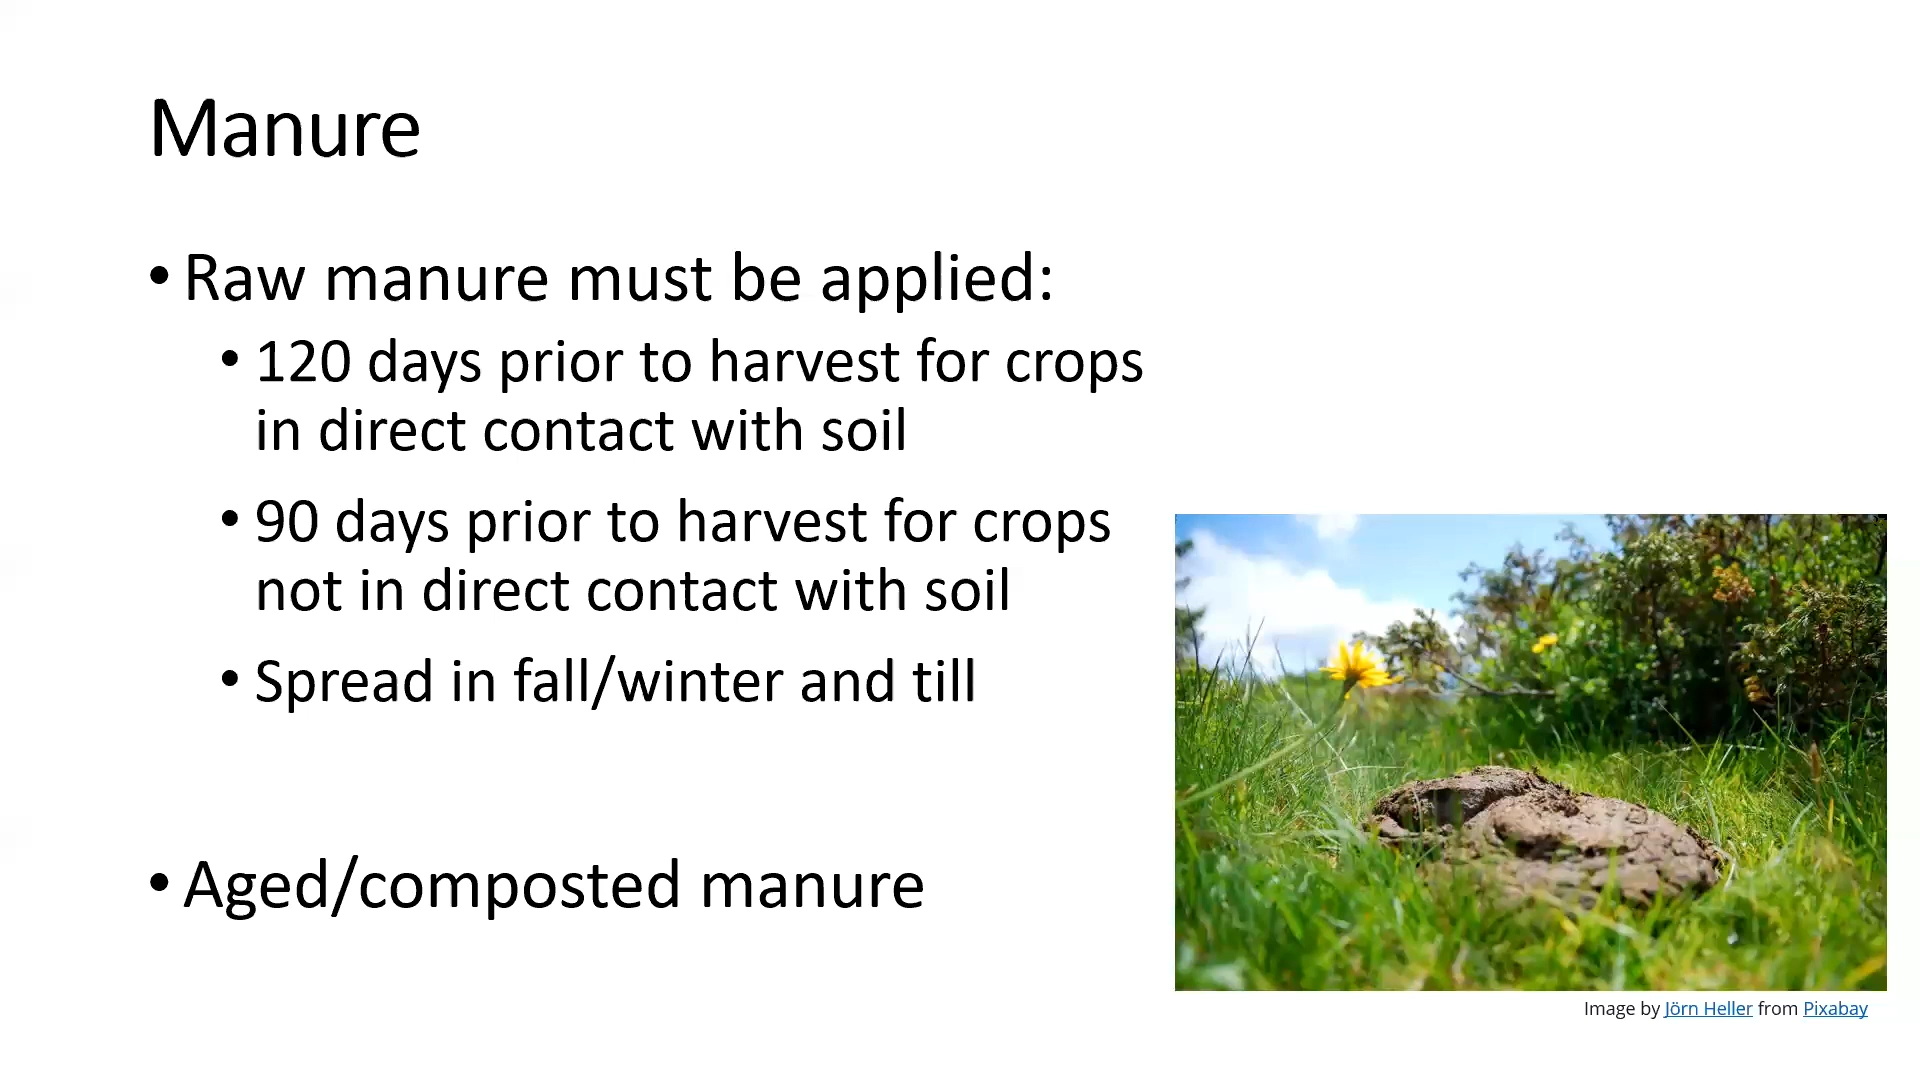 Manure
• Raw manure must be applied:
• 120 days prior to harvest for crops
in direct contact with soil
• 90 days prior to harvest for crops
not in direct contact with soil
• Spread in fall/winter and till
• Aged/composted manure
Image by Jörn Heller from Pixabay